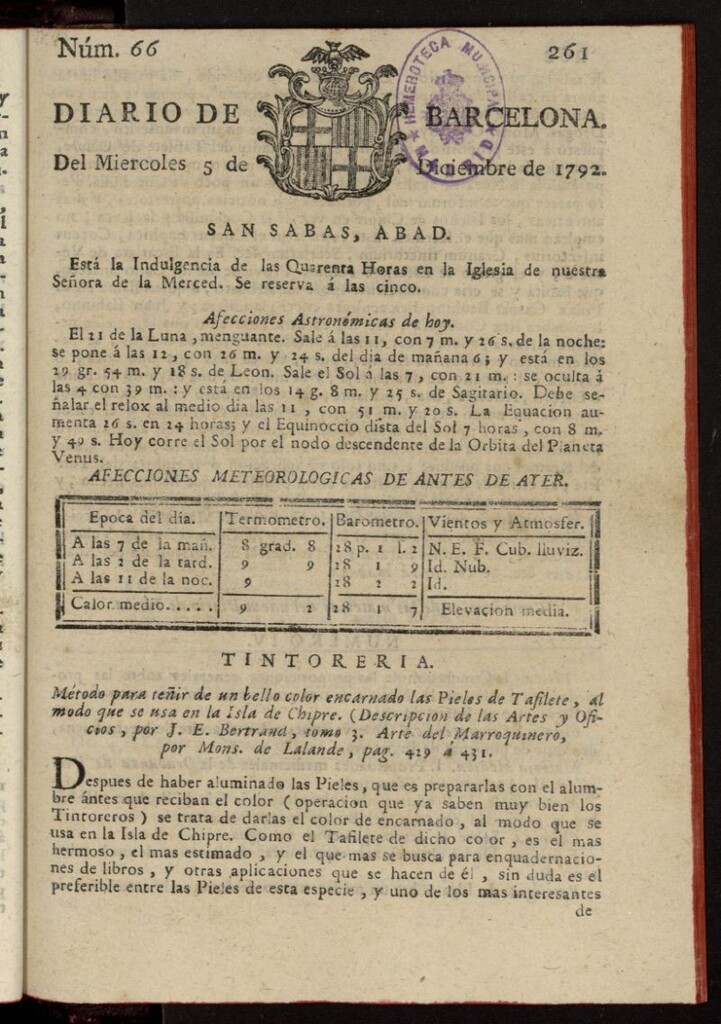 Núm. 66
261
DIARIO DE BARCELONA.
Del Miercoles 5 de Diciembre de 1792.
HEMEROTECA MUNICIPAL
MADRID
SAN SABAS, ABAD.
Está la Indulgencia de las Quarenta Horas en la Iglesia de nuestra
Señora de la Merced. Se reserva á las cinco.
Afecciones Astronómicas de hoy.
El 21 de la Luna, menguante. Sale á las 11, con 7 m. y 26 s. de la noche:
se pone á las 12, con 26 m. y 24 s. del dia de mañana 6; y está en los
29 gr. 54 m. y 18 s. de Leon. Sale el Sol á las 7, con 21 m.: se oculta á
las 4 con 39 m.: y está en los 14 g. 8 m. y 25 s. de Sagitario. Debe se-
ñalar el relox al medio dia las 11, con 51 m. y 20 s. La Equacion au-
menta 26 s. en 24 horas; y el Equinoccio dista del Sol 7 horas, con 8 m.
y 49 s. Hoy corre el Sol por el nodo descendente de la Orbita del Planeta
Venus.
AFECCIONES METEOROLOGICAS DE ANTES DE AYER.
Epoca del dia. Termometro. Barometro. Vientos y Atmosfer.
A las 7 de la mañ. 8 grad. 8 28 p. 1 l. 2 N. E. F. Cub. lluviz.
A las 2 de la tard. 9 9 28 1 9 Id. Nub.
A las 11 de la noc. 9 28 2 2 Id.
Calor medio..... 9 2 28 1 7 Elevacion media.
TINTORERIA.
Método para teñir de un bello color encarnado las Pieles de Tafilete, al
modo que se usa en la Isla de Chipre. (Descripcion de las Artes y Ofi-
cios, por J. E. Bertrand, tomo 3. Arte del Marroquinero,
por Mons. de Lalande, pag. 429 á 431.
Despues de haber aluminado las Pieles, que es prepararlas con el alum-
bre ántes que reciban el color (operacion que ya saben muy bien los
Tintoreros) se trata de darlas el color de encarnado, al modo que se
usa en la Isla de Chipre. Como el Tafilete de dicho color, es el mas
hermoso, el mas estimado, y el que mas se busca para enquadernacio-
nes de libros, y otras aplicaciones que se hacen de él, sin duda es el
preferible entre las Pieles de esta especie, y uno de los mas interesantes
de